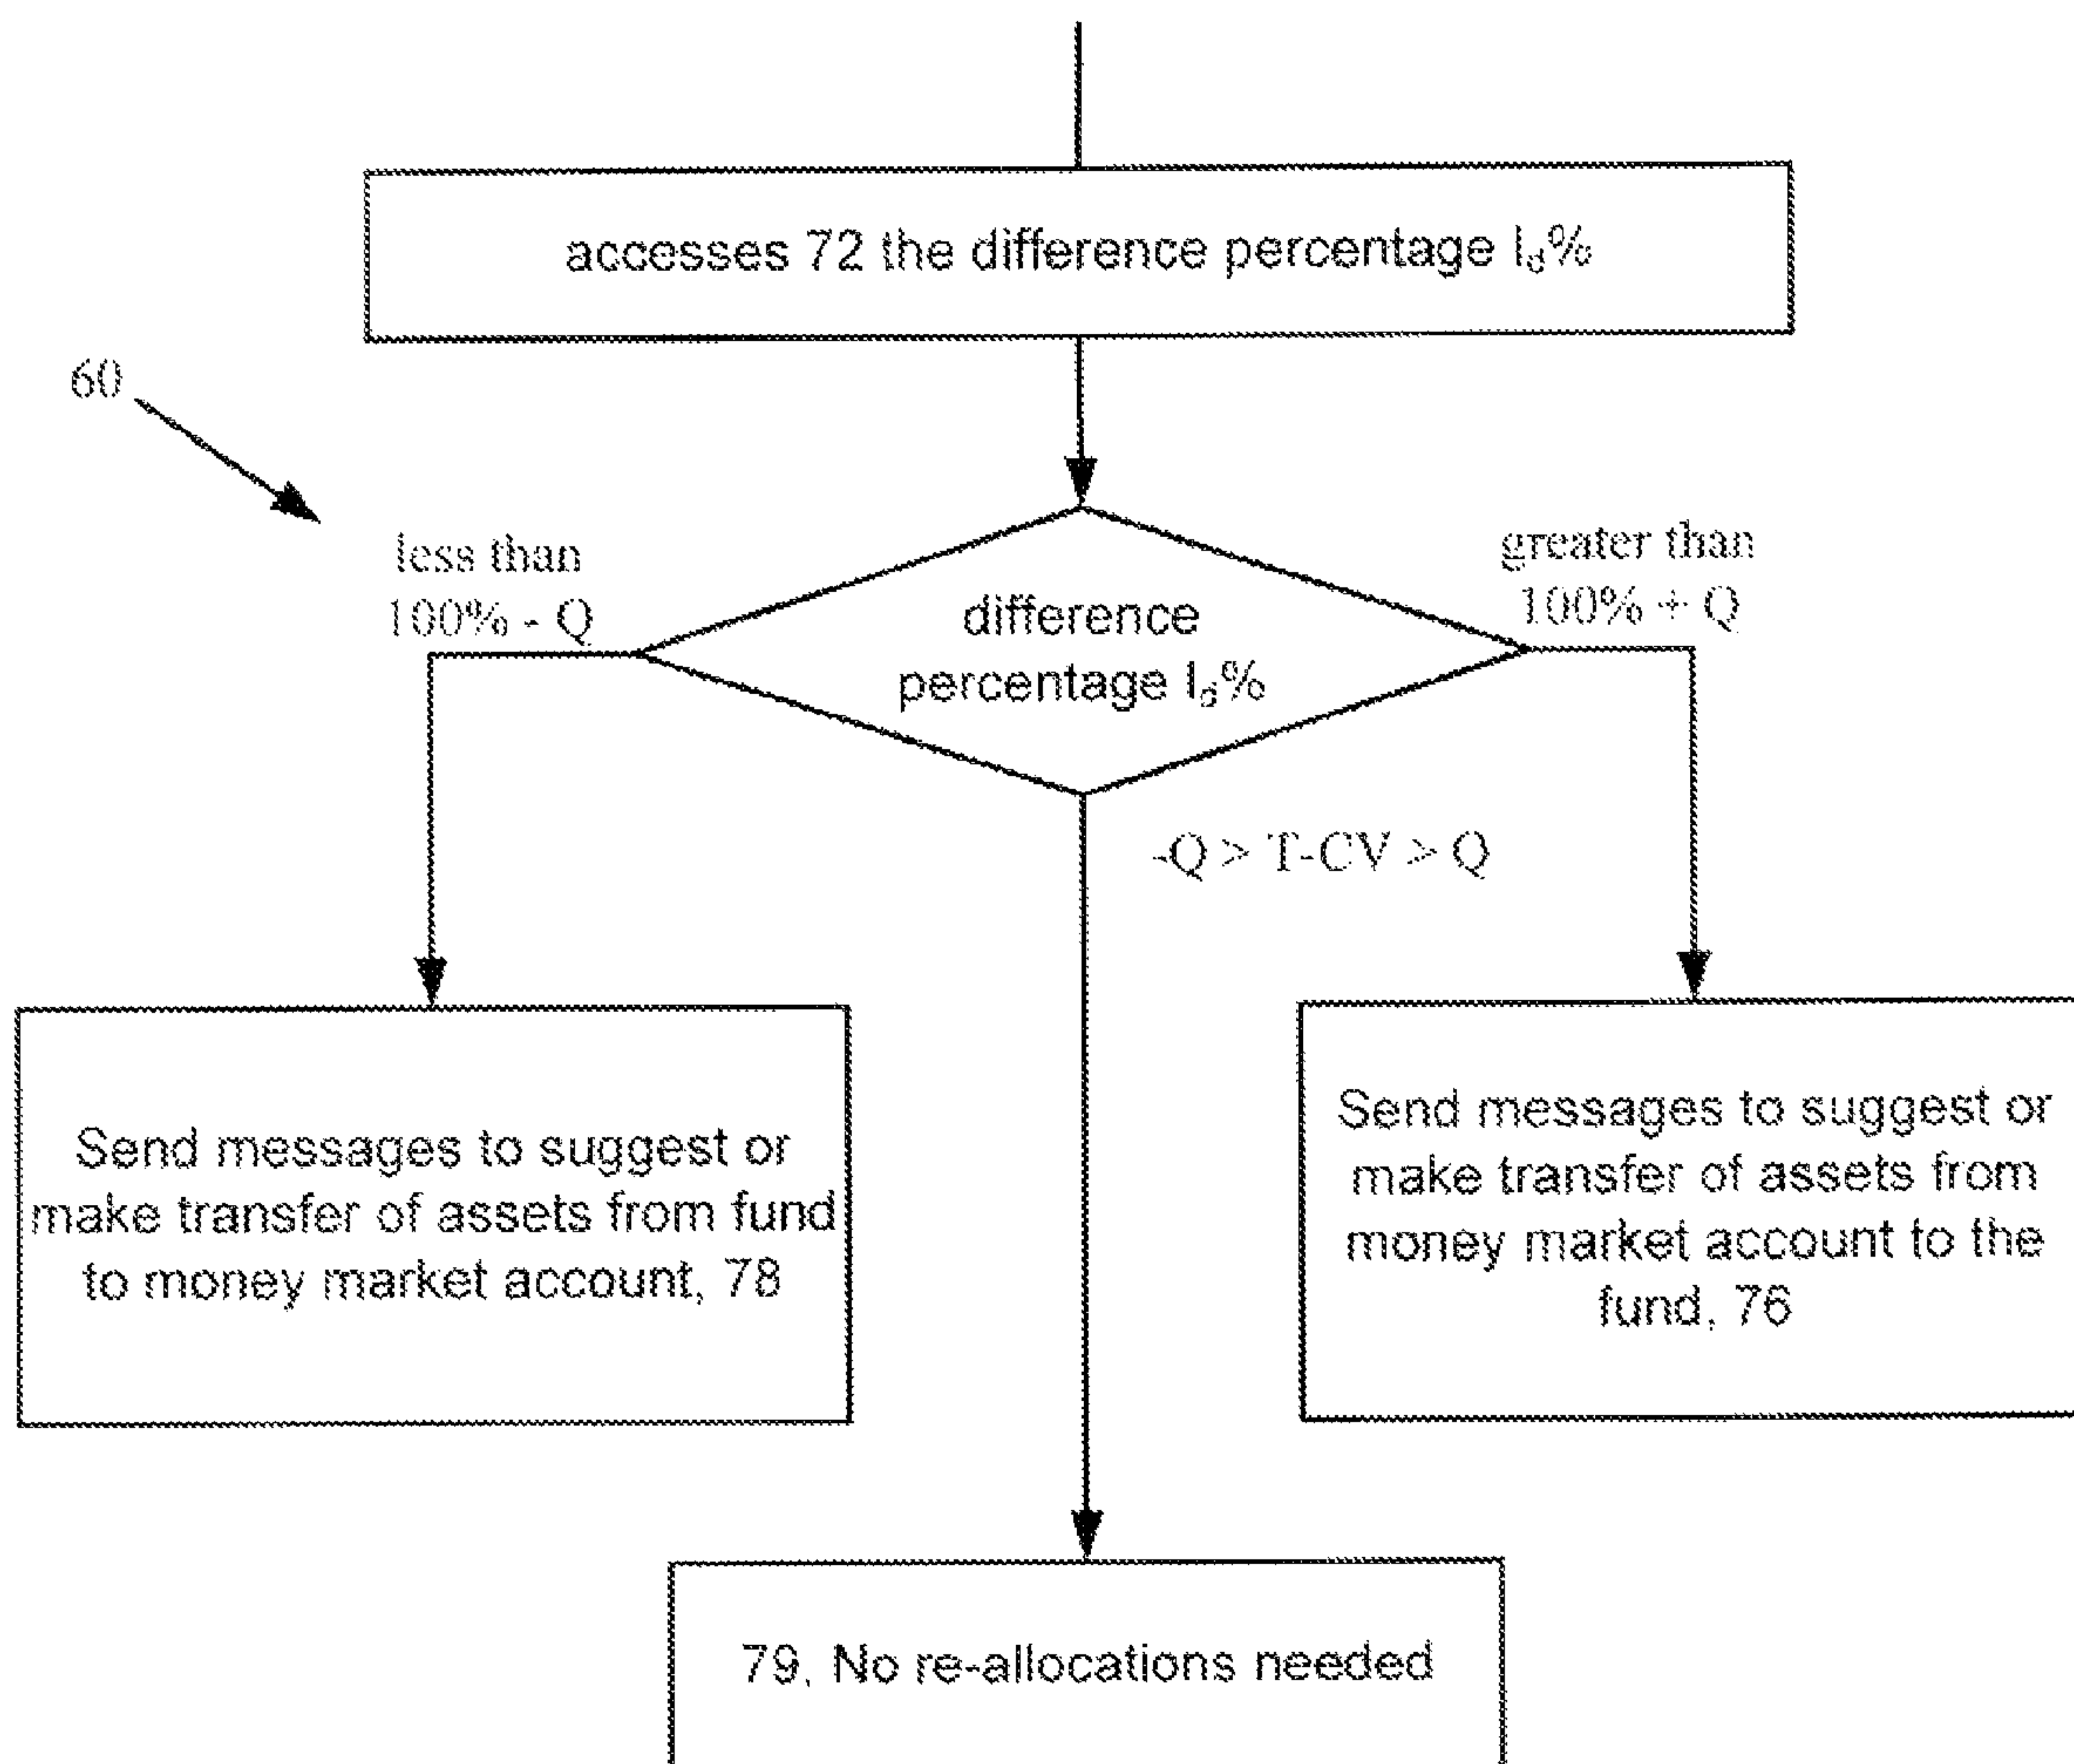 accesses 72 the difference percentage Id%
60
less than
100% - Q
greater than
100% + Q
difference
percentage Id%
-Q > T-CV > Q
Send messages to suggest or
make transfer of assets from fund
to money market account, 78
Send messages to suggest or
make transfer of assets from
money market account to the
fund, 76
79, No re-allocations needed